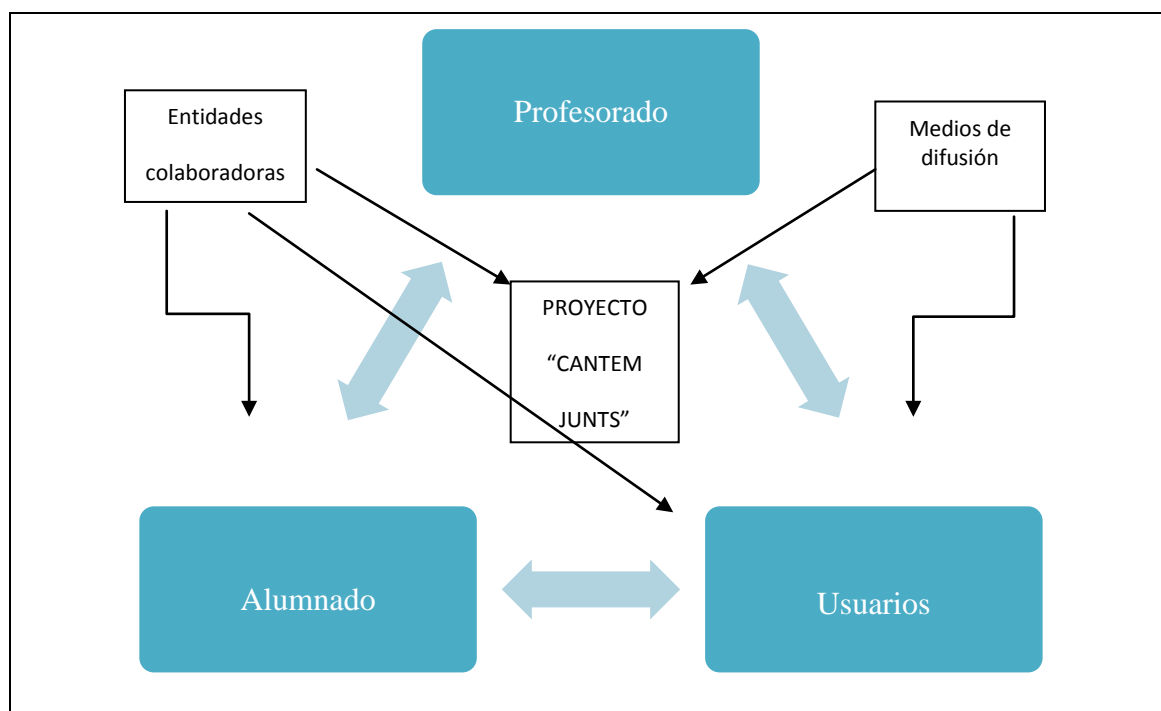 Profesorado
Entidades
colaboradoras
Medios de
difusión
PROYECTO
“CANTEM
JUNTS”
Alumnado
Usuarios